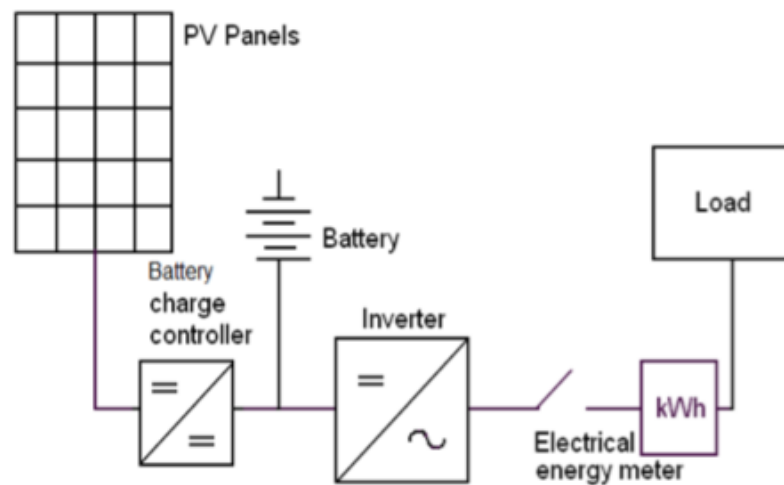 PV Panels
Battery
charge
controller
Battery
Inverter
Load
kWh
Electrical
energy meter